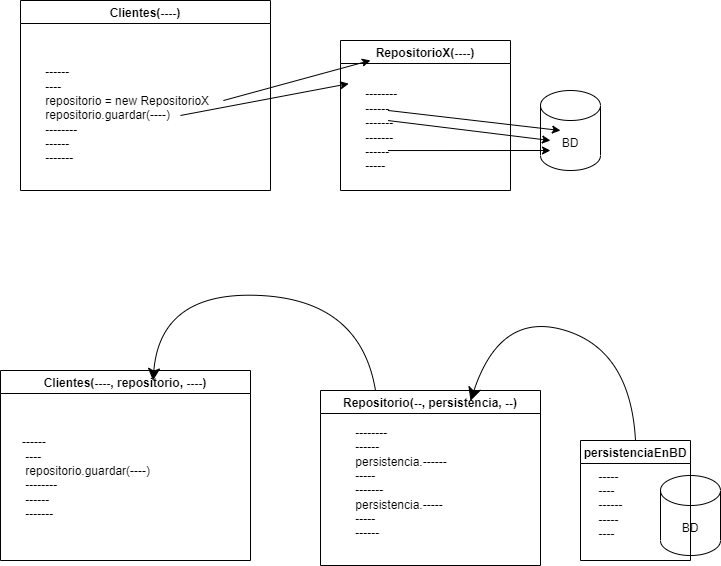 Clientes(----)
------
----
repositorio = new RepositorioX
repositorio.guardar(----)
--------
------
-------
RepositorioX(----)
--------
------
-------
-------
------
-----
BD
Clientes(----, repositorio, ----)
------
----
repositorio.guardar(----)
--------
------
-------
Repositorio(--, persistencia, --)
--------
------
persistencia.------
-----
-------
persistencia.-----
-----
------
persistenciaEnBD
-----
----
------
-----
----
BD